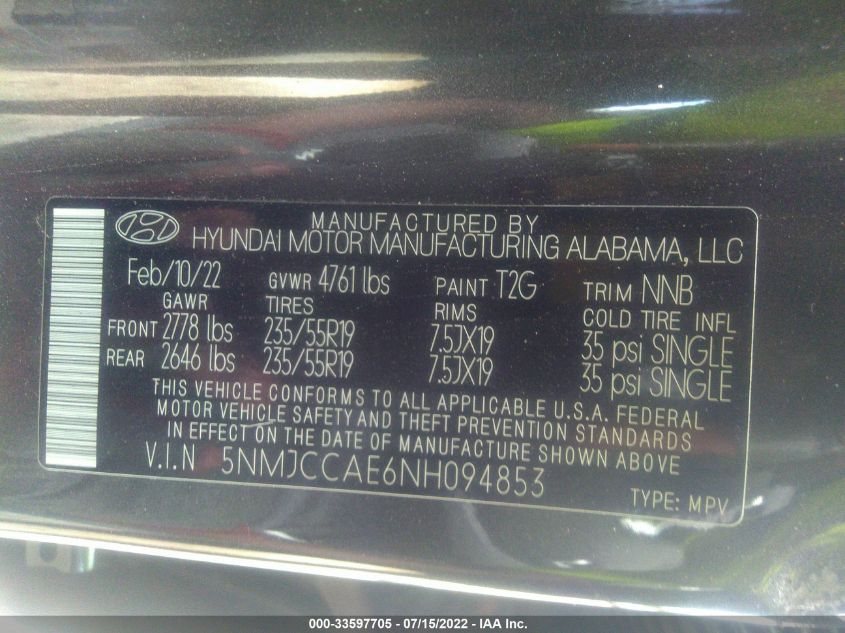 MANUFACTURED BY
HYUNDAI MOTOR MANUFACTURING ALABAMA, LLC
Feb/10/22 GVWR 4761 lbs PAINT T2G TRIM NNB
GAWR TIRES RIMS COLD TIRE INFL
FRONT 2778 lbs 235/55R19 7.5JX19 35 psi SINGLE
REAR 2646 lbs 235/55R19 7.5JX19 35 psi SINGLE
THIS VEHICLE CONFORMS TO ALL APPLICABLE U.S.A. FEDERAL
MOTOR VEHICLE SAFETY AND THEFT PREVENTION STANDARDS
IN EFFECT ON THE DATE OF MANUFACTURE SHOWN ABOVE
V.I.N 5NMJCCAE6NH094853
TYPE: MPV
000-33597705 - 07/15/2022 - IAA Inc.